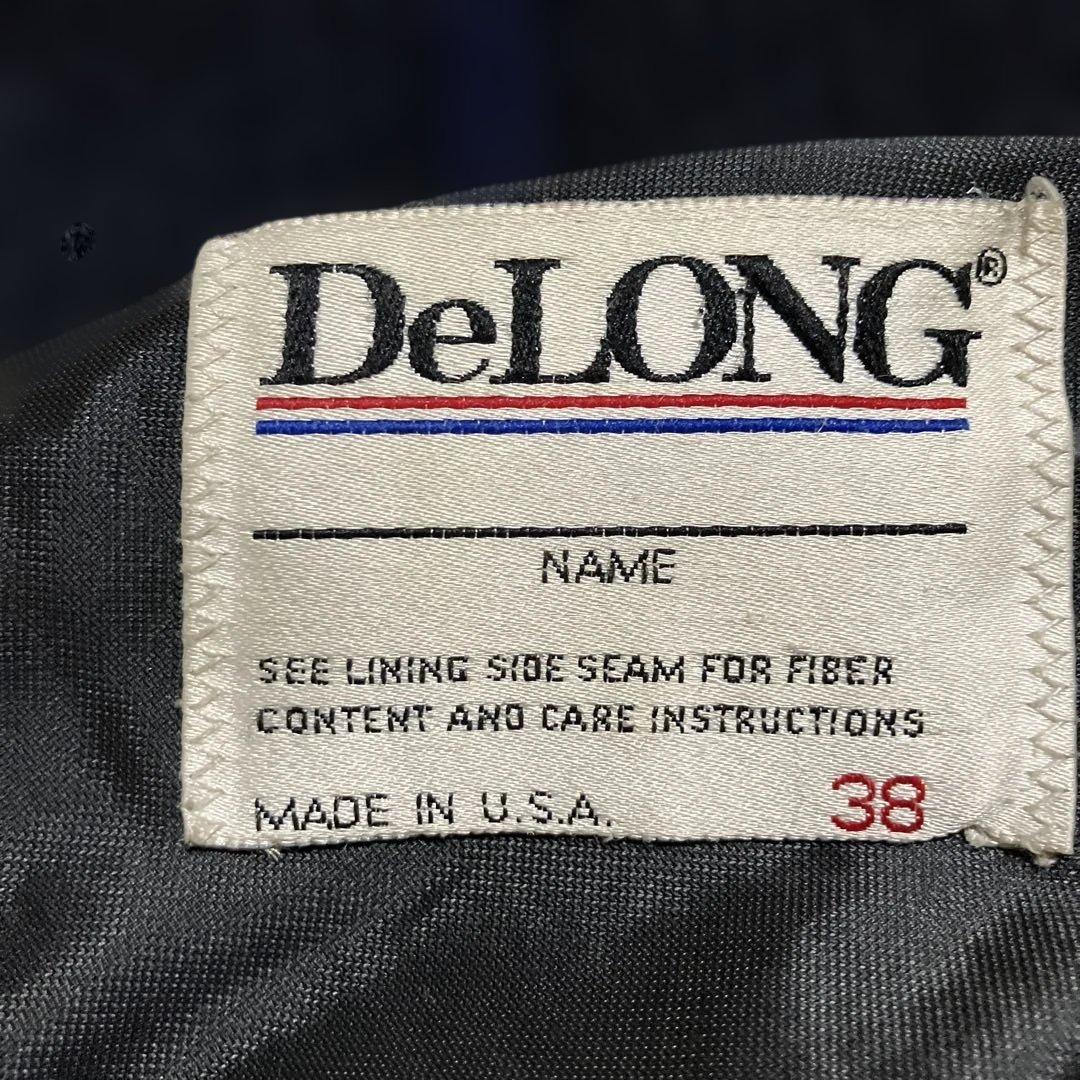 DeLONG®
NAME
SEE LINING SIDE SEAM FOR FIBER
CONTENT AND CARE INSTRUCTIONS
MADE IN U.S.A. 38